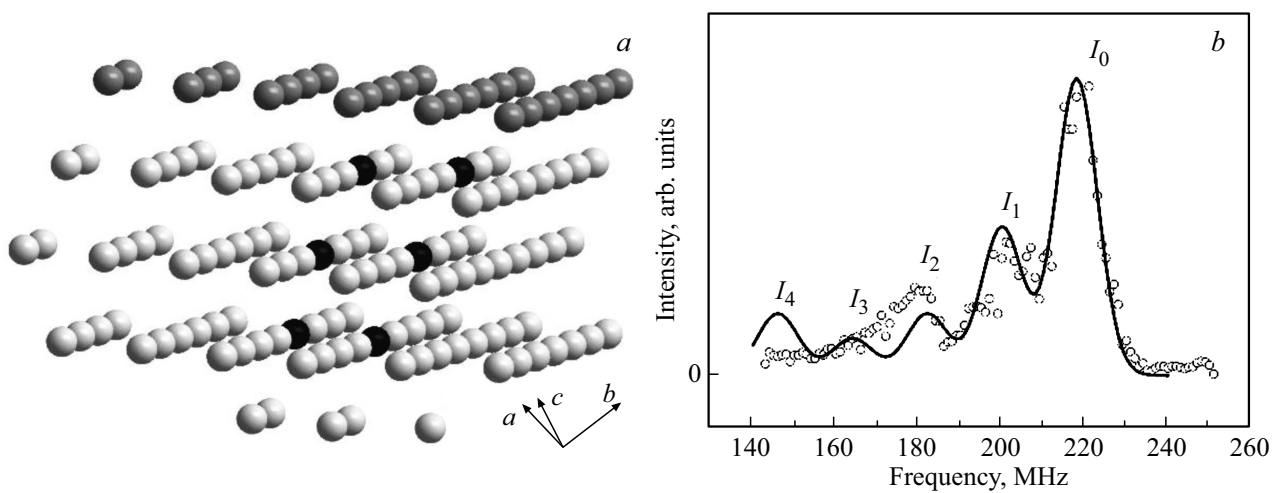 a
a
c
b
b
Intensity, arb. units
0
I4
I3
I2
I1
I0
140 160 180 200 220 240 260
Frequency, MHz